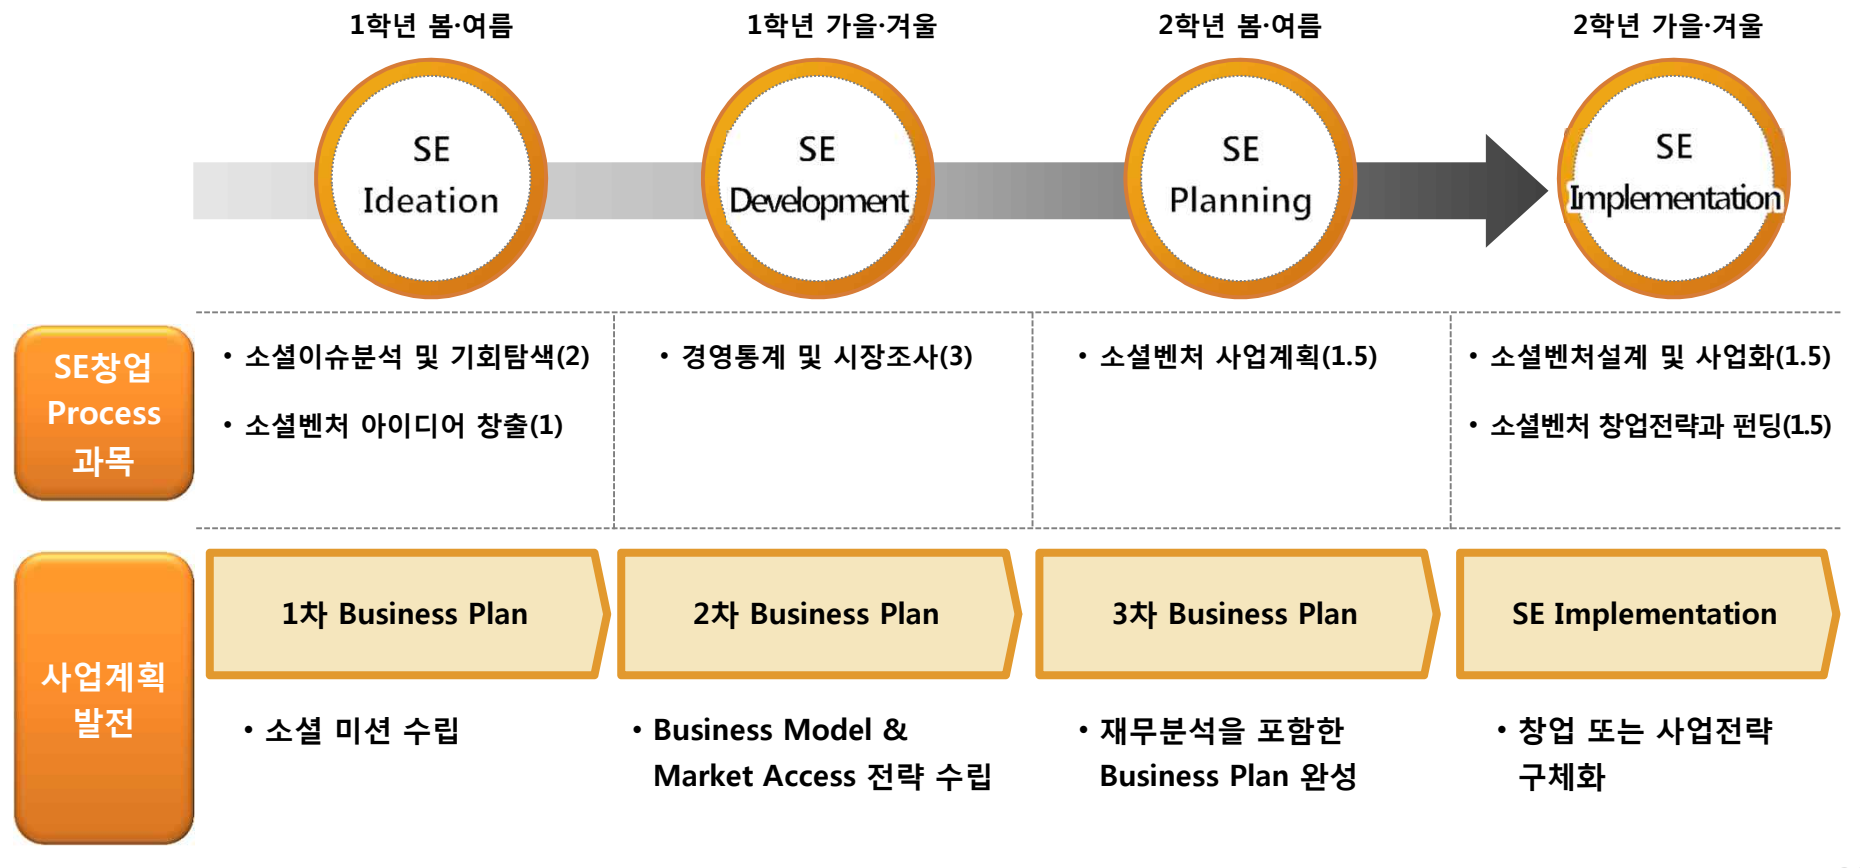 1학년 봄·여름
1학년 가을·겨울
2학년 봄·여름
2학년 가을·겨울
SE
Ideation
SE
Development
SE
Planning
SE
Implementation
SE창업
Process
과목
• 소셜이슈분석 및 기회탐색(2)
• 소셜벤처 아이디어 창출(1)
• 경영통계 및 시장조사(3)
• 소셜벤처 사업계획(1.5)
• 소셜벤처설계 및 사업화(1.5)
• 소셜벤처 창업전략과 펀딩(1.5)
사업계획
발전
1차 Business Plan
2차 Business Plan
3차 Business Plan
SE Implementation
• 소셜 미션 수립
• Business Model &
Market Access 전략 수립
• 재무분석을 포함한
Business Plan 완성
• 창업 또는 사업전략
구체화